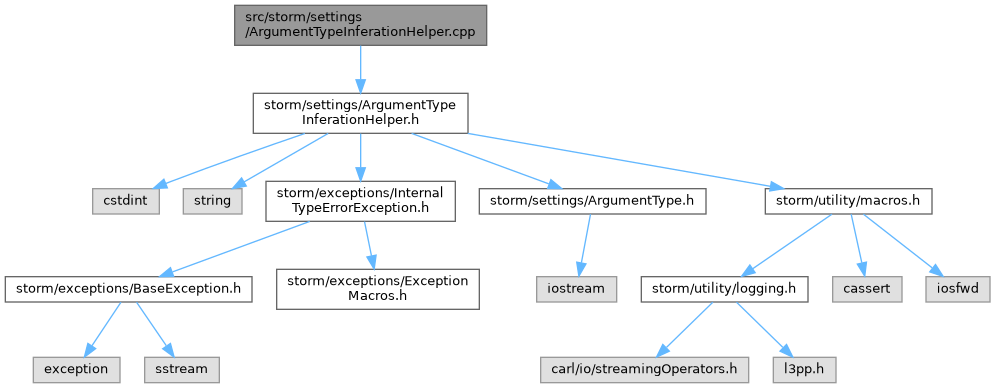 src/storm/settings
/ArgumentTypeInferationHelper.cpp
storm/settings/ArgumentType
InferationHelper.h
cstdint
string
storm/exceptions/Internal
TypeErrorException.h
storm/settings/ArgumentType.h
storm/utility/macros.h
storm/exceptions/BaseException.h
storm/exceptions/Exception
Macros.h
iostream
storm/utility/logging.h
cassert
iosfwd
exception
sstream
carl/io/streamingOperators.h
l3pp.h